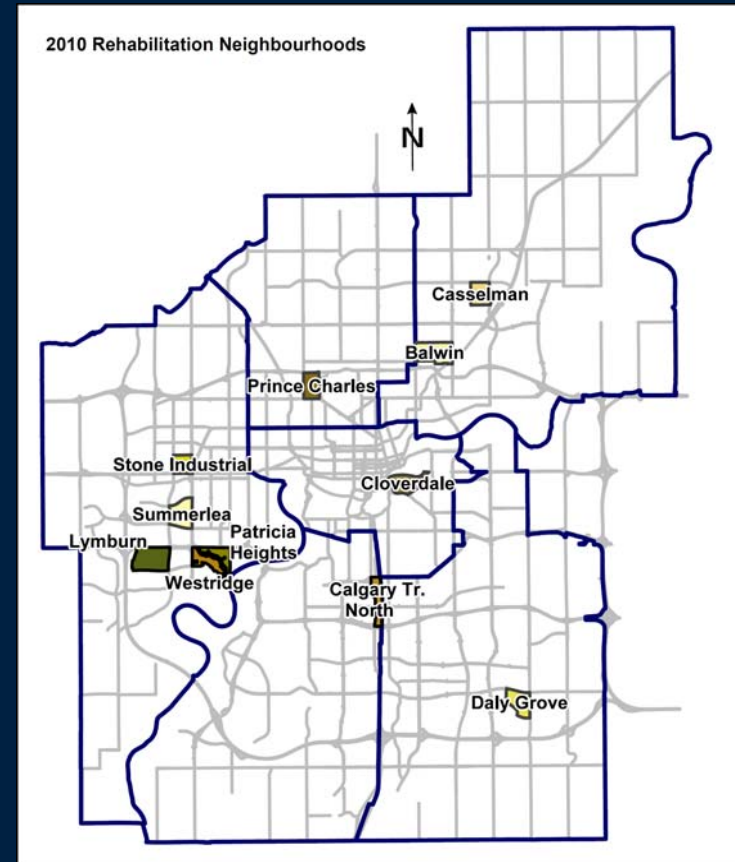 2010 Rehabilitation Neighbourhoods
N
Casselman
Balwin
Prince Charles
Stone Industrial
Cloverdale
Summerlea
Lymburn
Patricia
Heights
Westridge
Calgary Tr.
North
Daly Grove